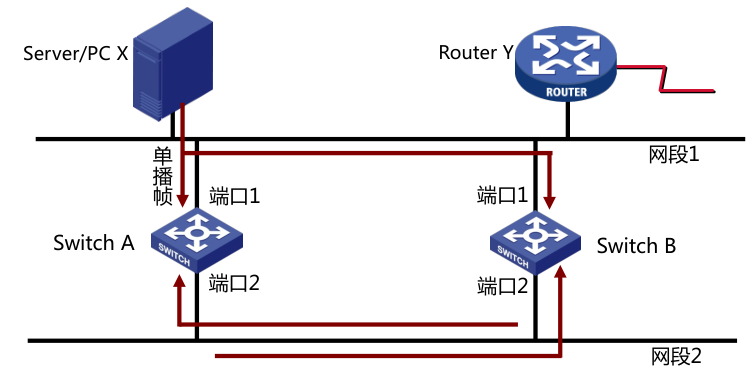 Server/PC X
Router Y
ROUTER
网段1
单播帧
端口1
端口1
Switch A
SWITCH
Switch B
SWITCH
端口2
端口2
网段2